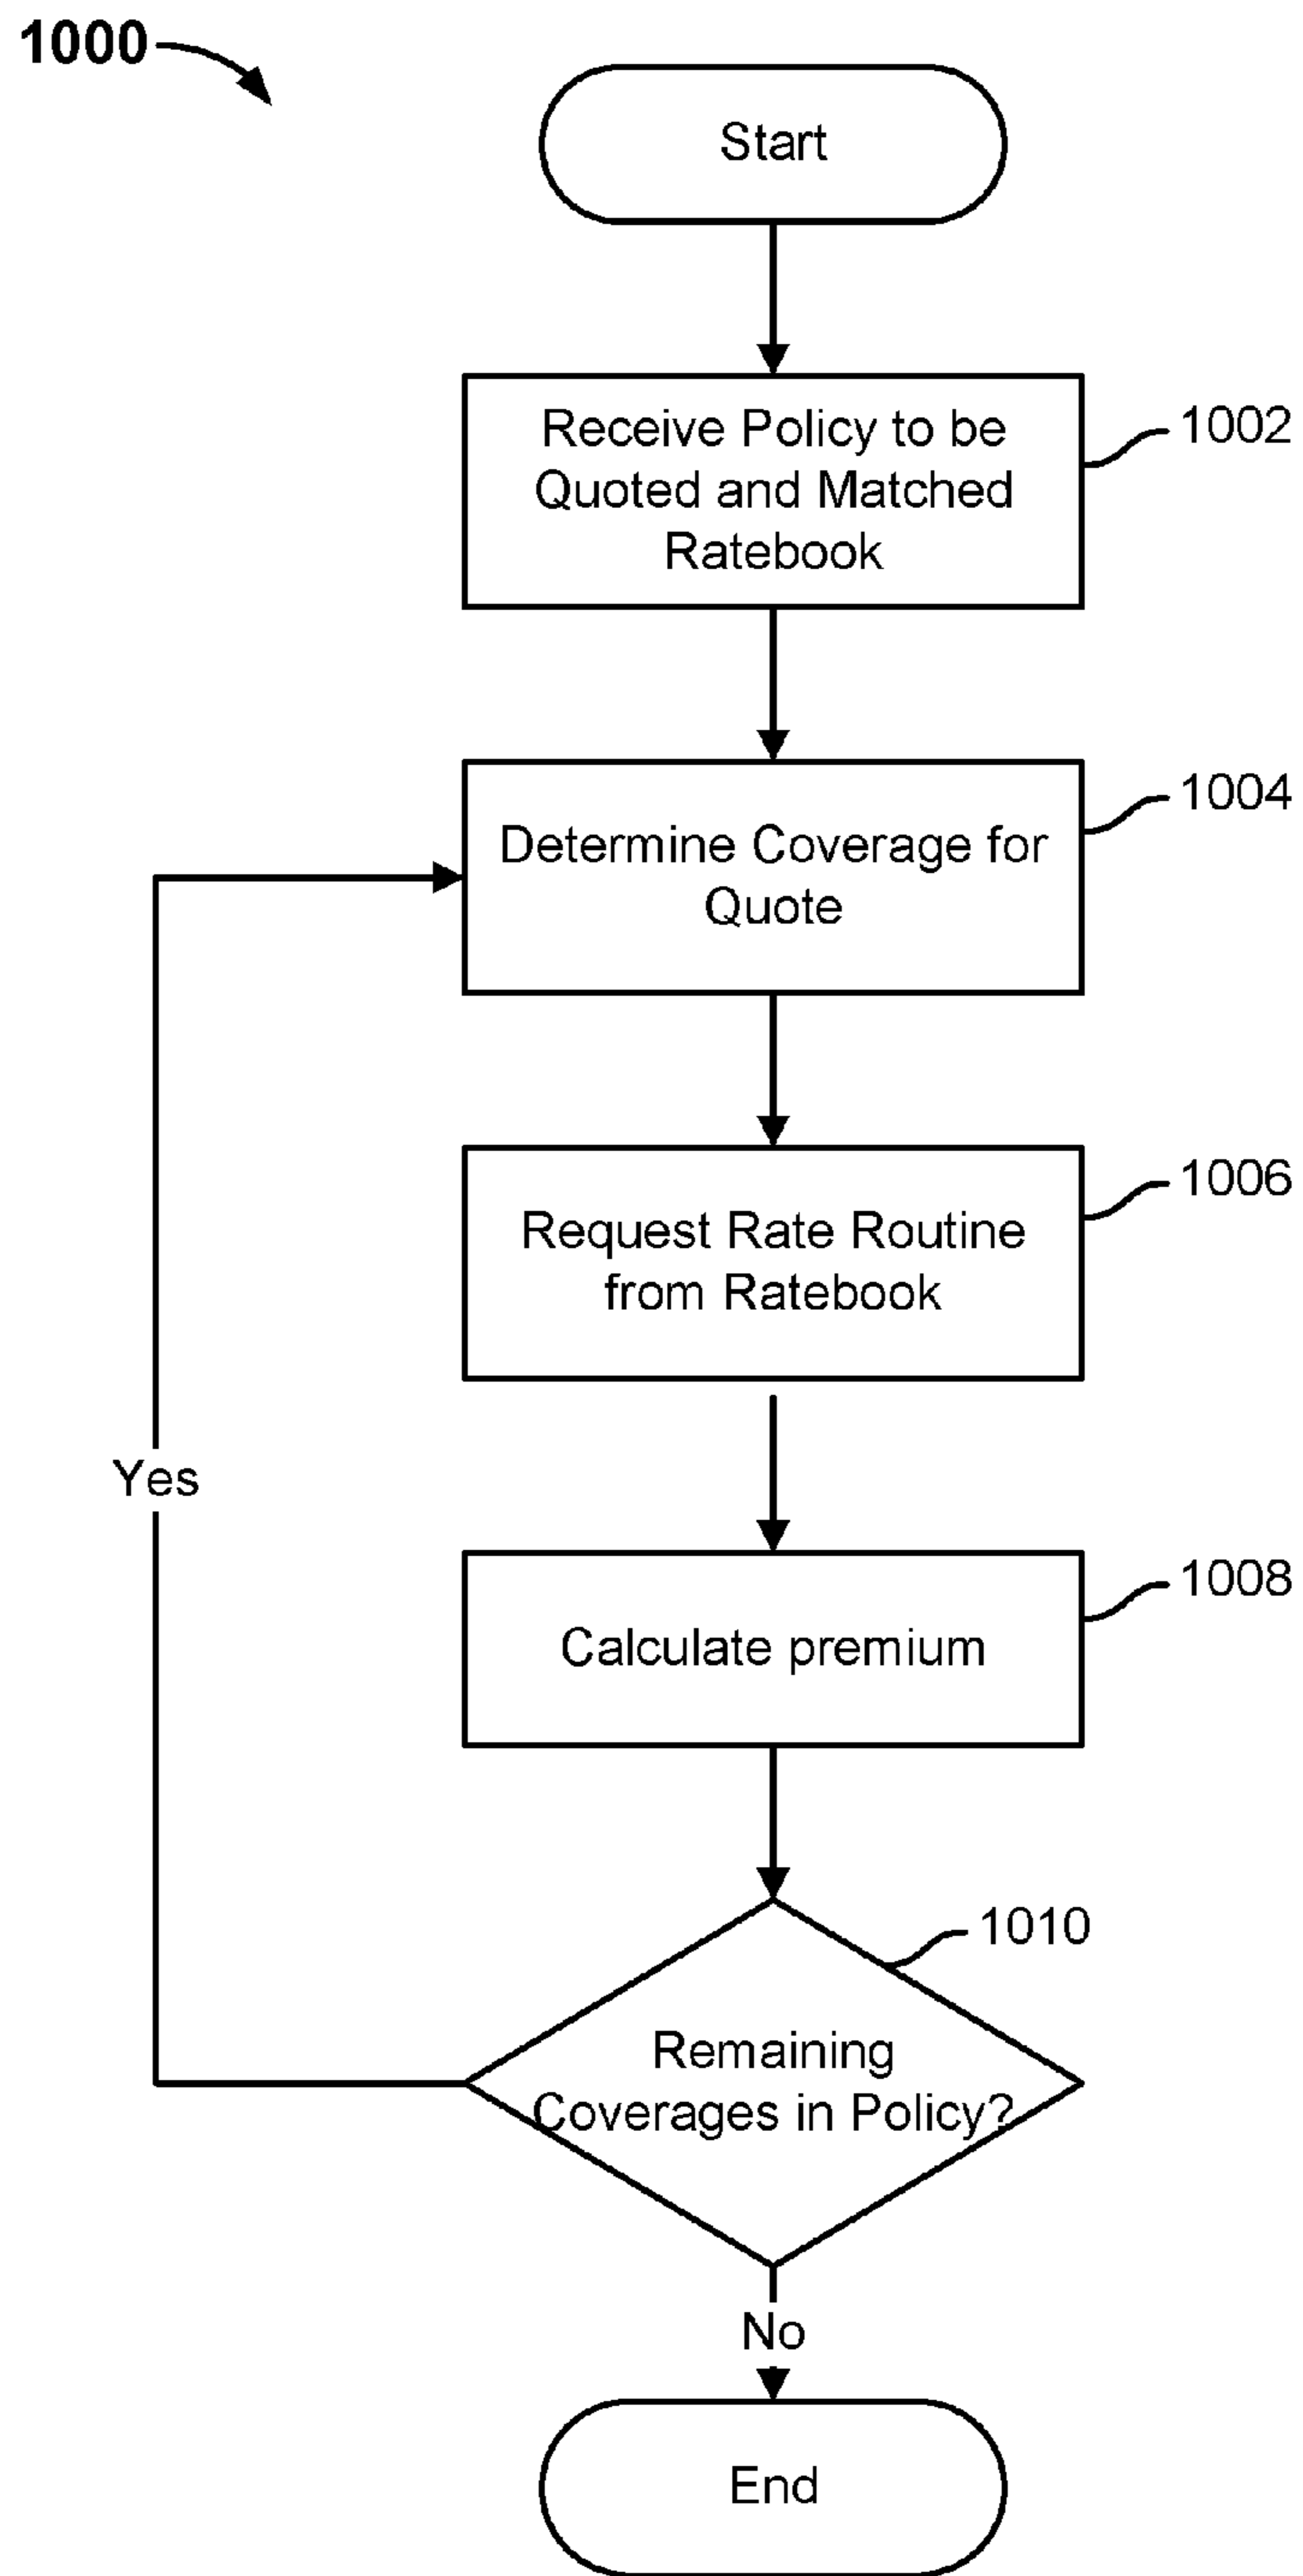 1000
Start
Receive Policy to be
Quoted and Matched
Ratebook
1002
Determine Coverage for
Quote
1004
Request Rate Routine
from Ratebook
1006
Yes
Calculate premium
1008
1010
Remaining
Coverages in Policy?
No
End